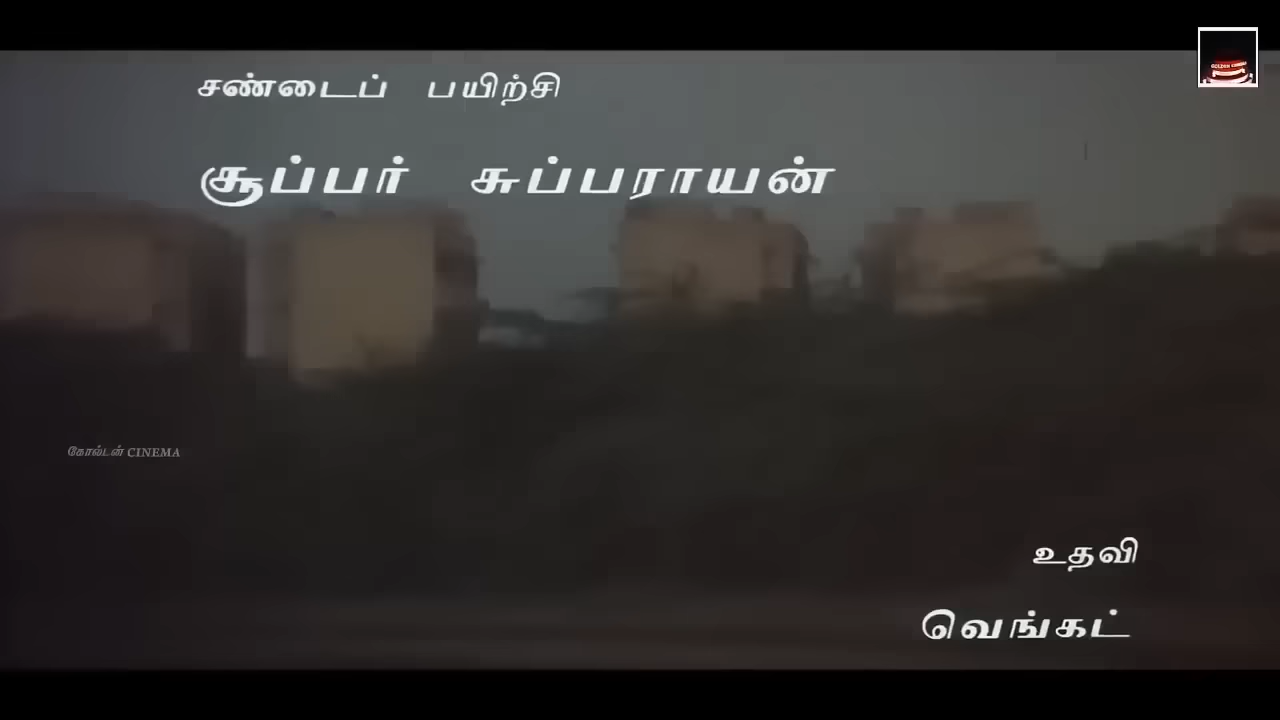 சண்டைப் பயிற்சி
சூப்பர் சுப்பராயன்
கோல்டன் CINEMA
உதவி
வெங்கட்